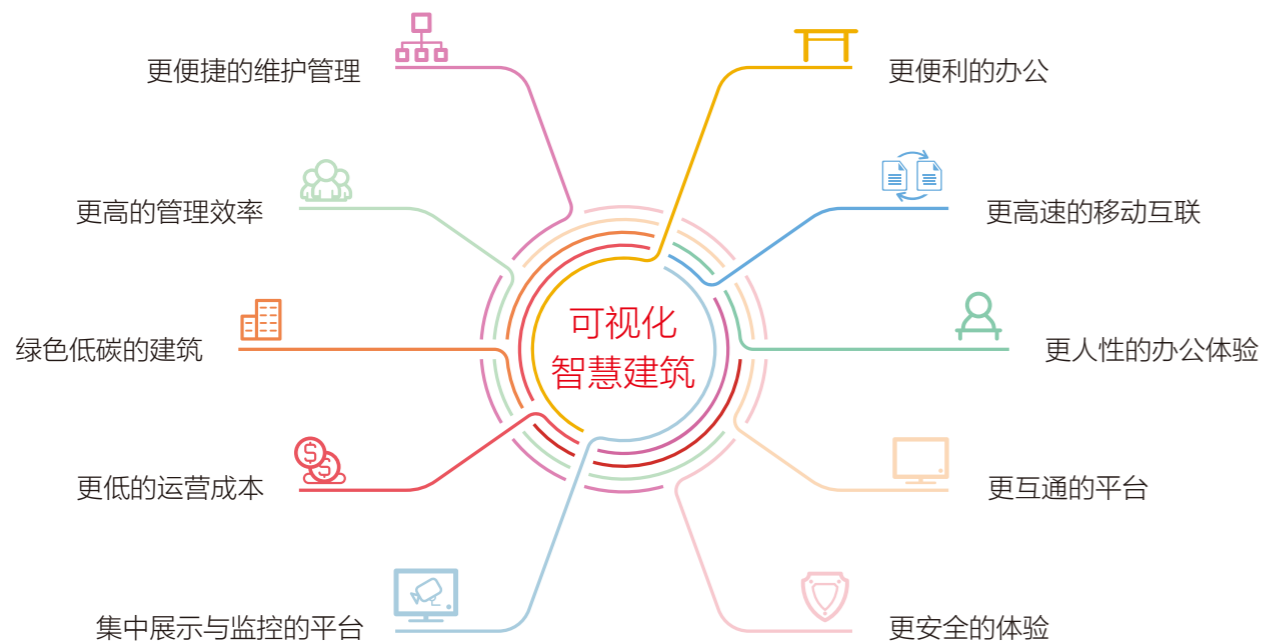 更便捷的维护管理
更便利的办公
更高的管理效率
更高速的移动互联
可视化
智慧建筑
绿色低碳的建筑
更人性的办公体验
更低的运营成本
$
$
更互通的平台
集中展示与监控的平台
更安全的体验